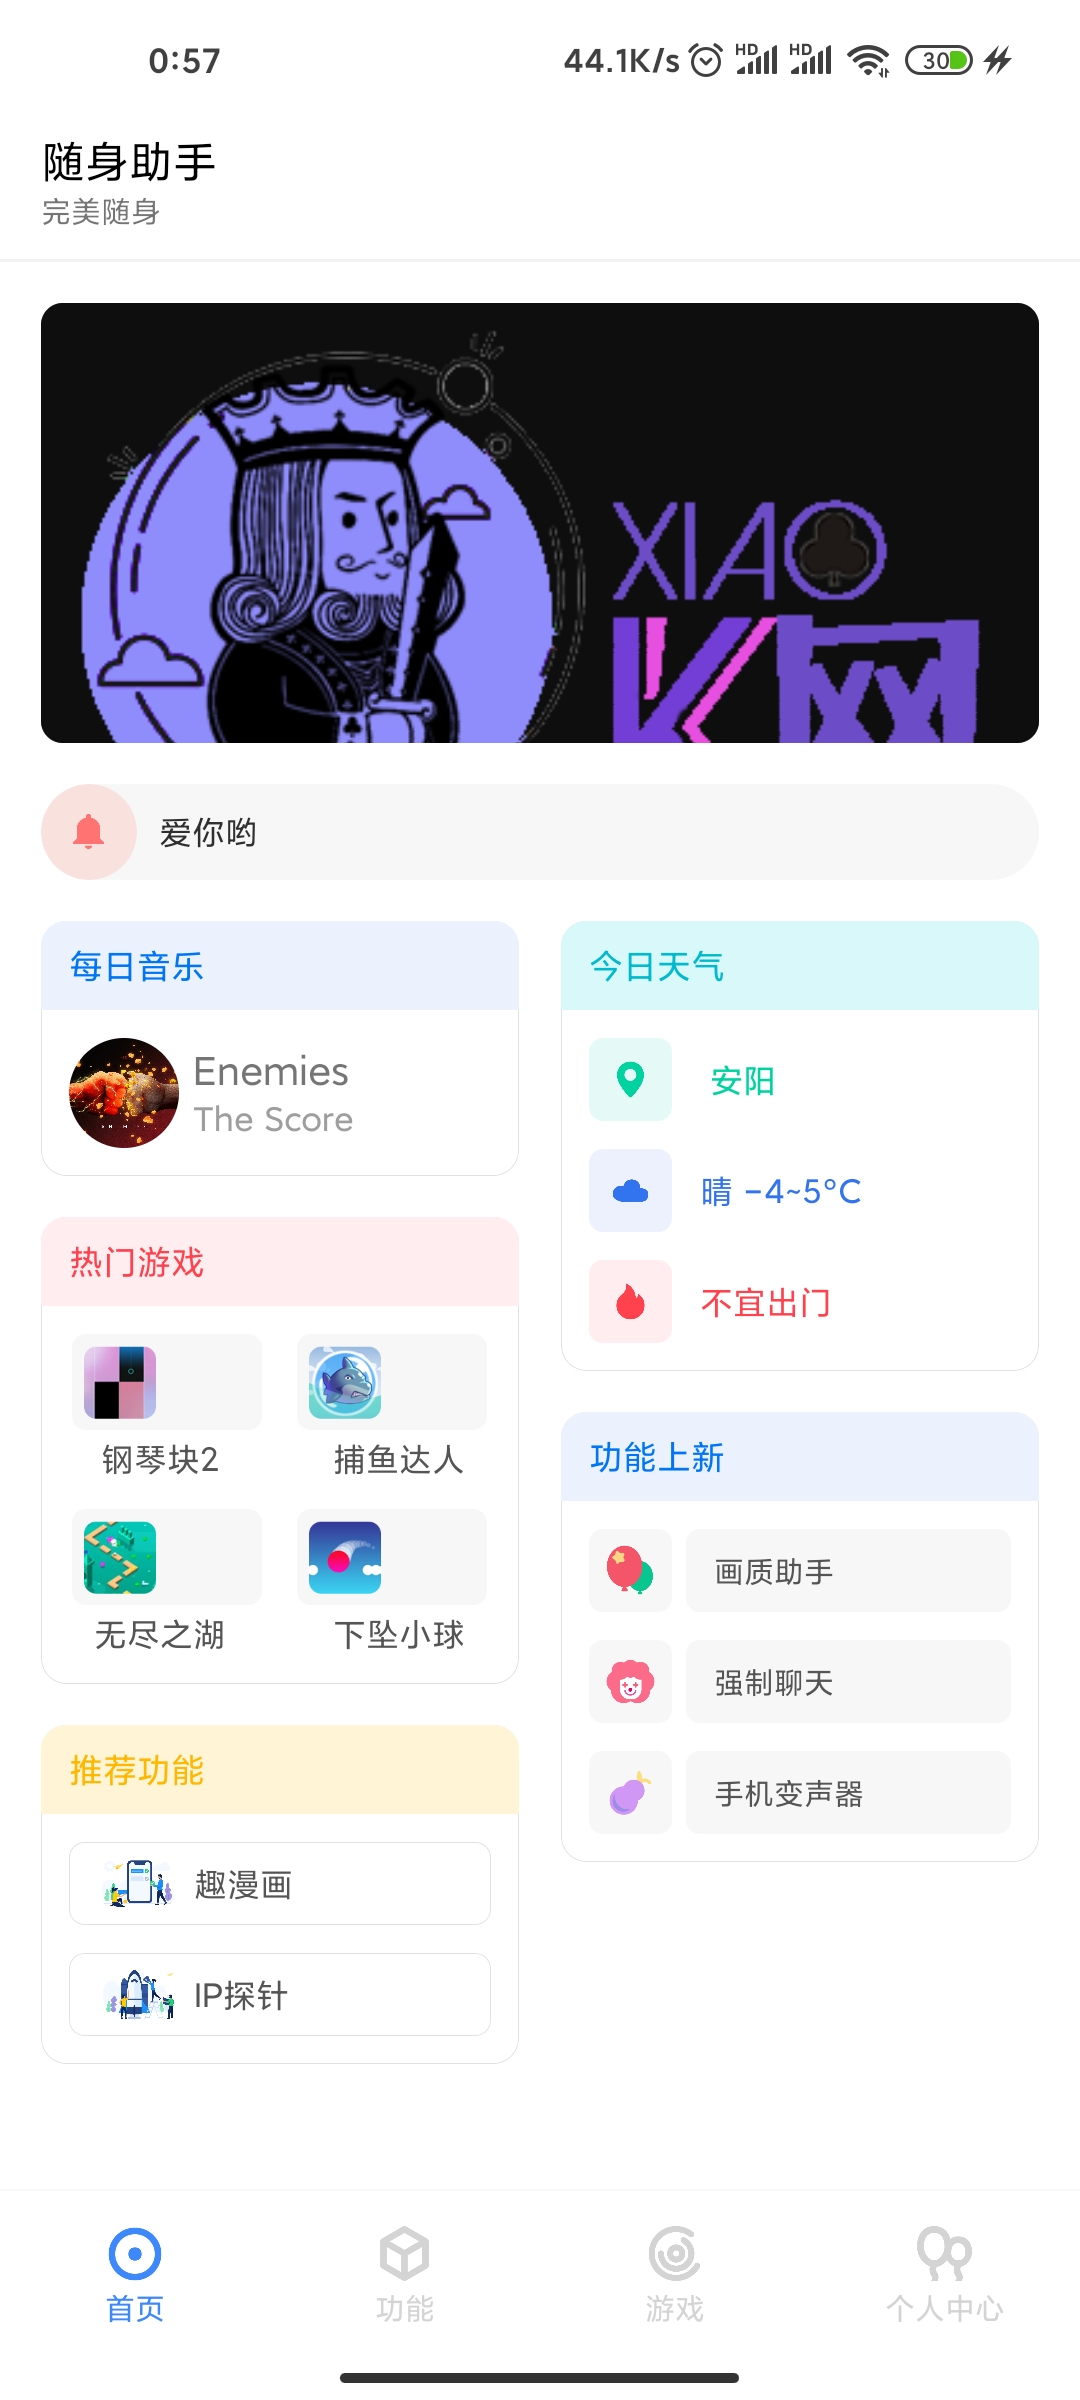 0:57
44.1K/s
HD
HD
30
随身助手
完美随身
XIAO
K网
爱你哟
每日音乐
Enemies
The Score
今日天气
安阳
晴 -4~5°C
不宜出门
热门游戏
钢琴块2
捕鱼达人
无尽之湖
下坠小球
功能上新
画质助手
强制聊天
手机变声器
推荐功能
趣漫画
IP探针
首页
功能
游戏
个人中心